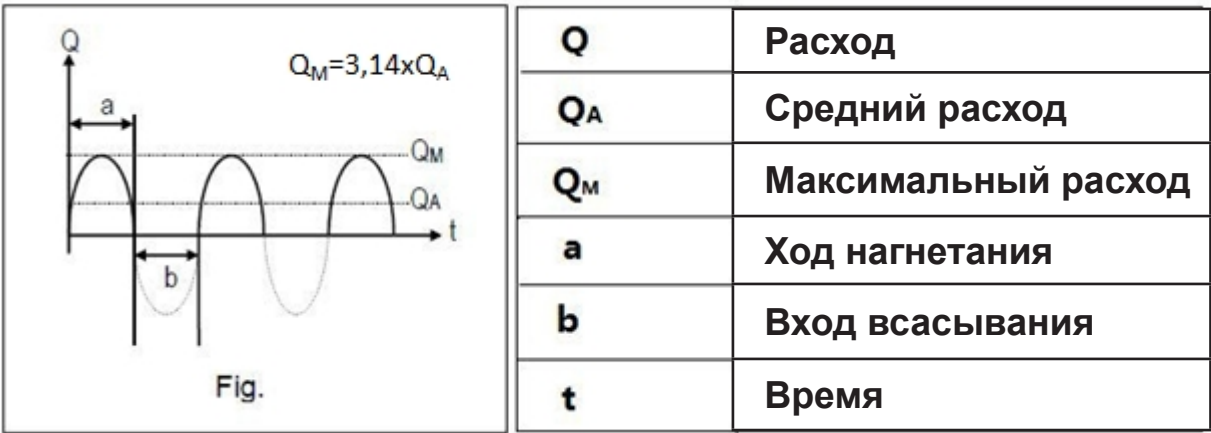 Q
Q_M=3,14xQ_A
a
Q_M
Q_A
t
b
Fig.
Q Расход
Q_A Средний расход
Q_M Максимальный расход
a Ход нагнетания
b Вход всасывания
t Время